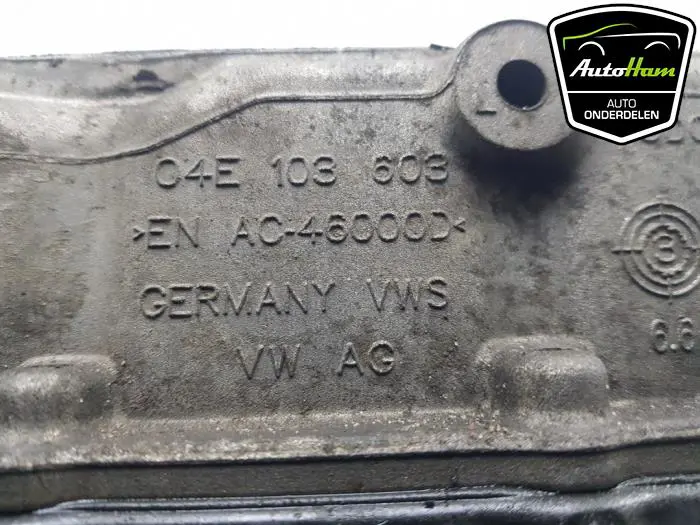 AutoHam
AUTO
ONDERDELEN
L
04E 103 603
>EN AC-46000D<
GERMANY VWS
VW AG
3